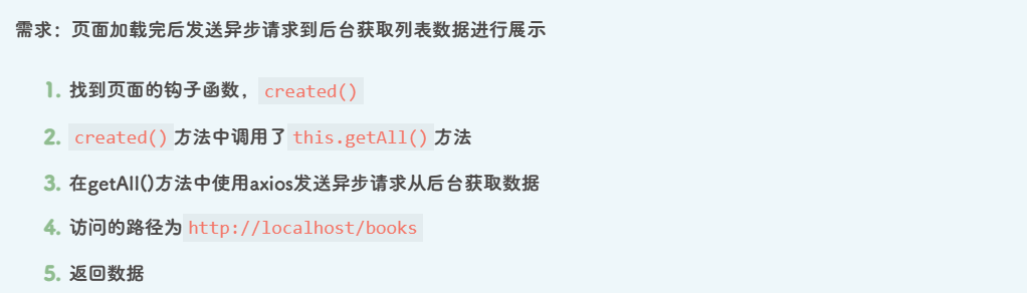 需求：页面加载完后发送异步请求到后台获取列表数据进行展示
1. 找到页面的钩子函数，created()
2. created()方法中调用了this.getAll()方法
3. 在getAll()方法中使用axios发送异步请求从后台获取数据
4. 访问的路径为http://localhost/books
5. 返回数据